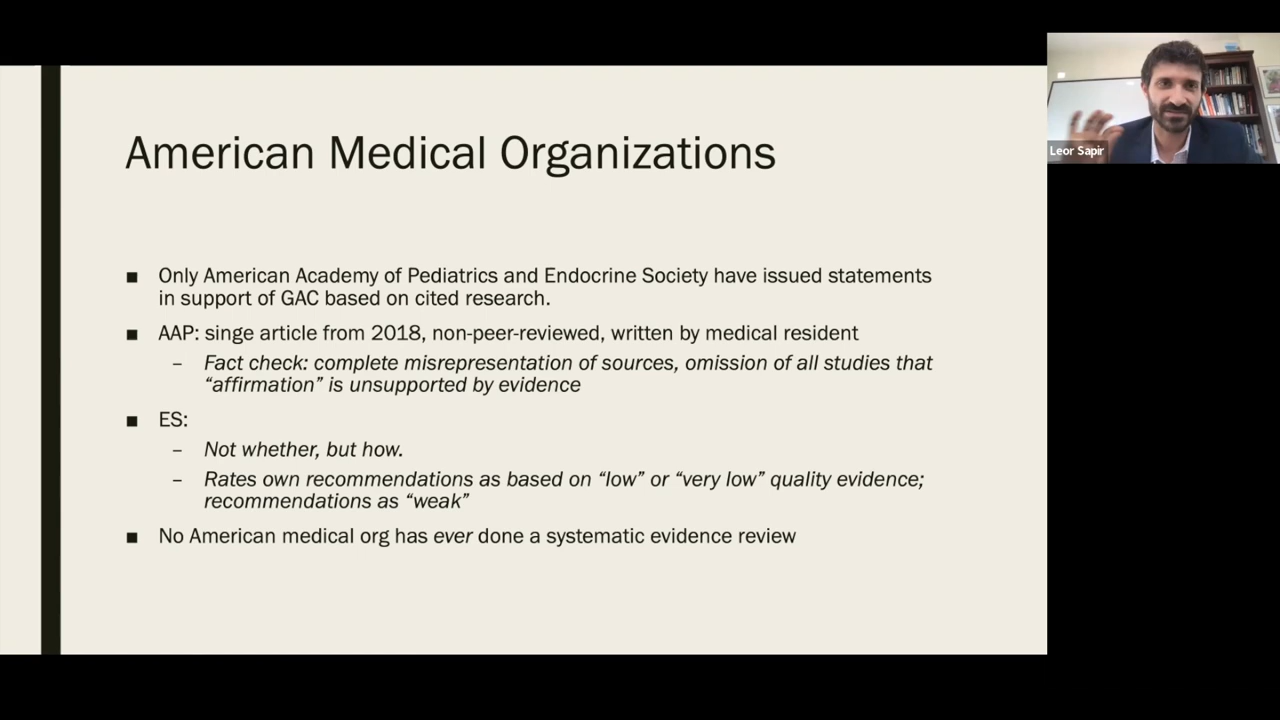 American Medical Organizations
Leor Sapir
■ Only American Academy of Pediatrics and Endocrine Society have issued statements
in support of GAC based on cited research.
■ AAP: singe article from 2018, non-peer-reviewed, written by medical resident
– Fact check: complete misrepresentation of sources, omission of all studies that
“affirmation” is unsupported by evidence
■ ES:
– Not whether, but how.
– Rates own recommendations as based on “low” or “very low” quality evidence;
recommendations as “weak”
■ No American medical org has ever done a systematic evidence review